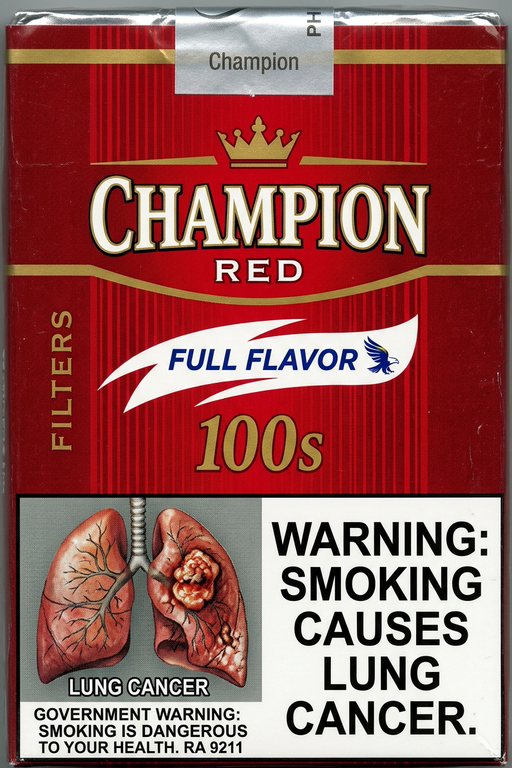 PH
Champion
CHAMPION
RED
FILTERS
FULL FLAVOR
100s
LUNG CANCER
GOVERNMENT WARNING:
SMOKING IS DANGEROUS
TO YOUR HEALTH. RA 9211
WARNING:
SMOKING
CAUSES
LUNG
CANCER.